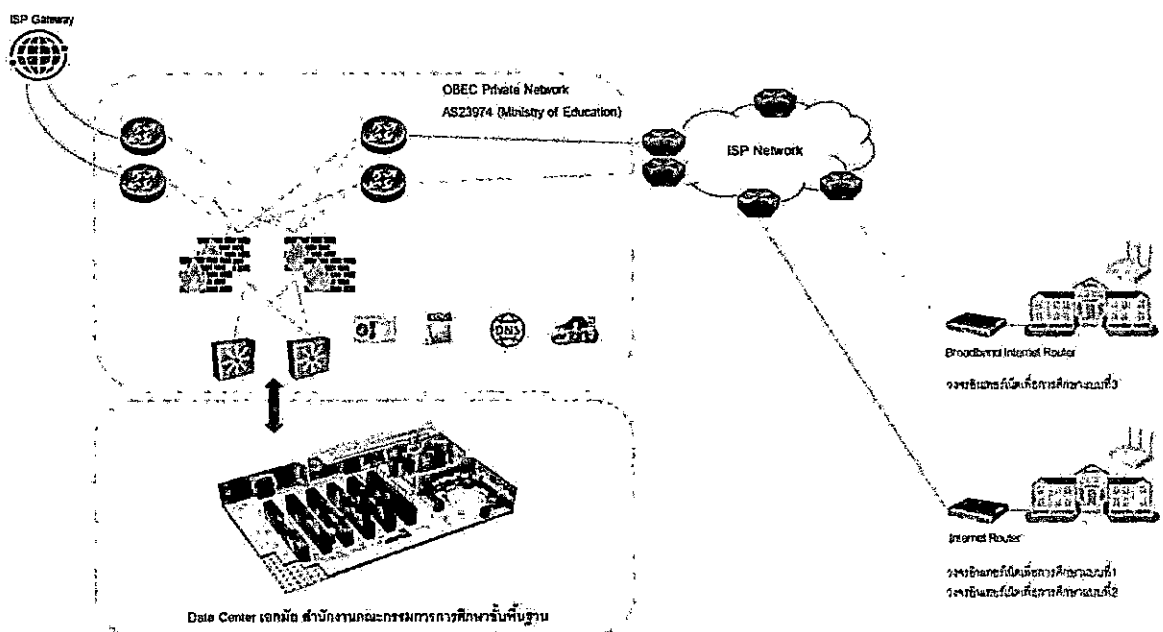 ISP Gateway
OBEC Private Network
AS23974 (Ministry of Education)
ISP Network
DNS
Broadband Internet Router
วงจรอินเทอร์เน็ตเพื่อการศึกษาแบบที่3
Internet Router
วงจรอินเทอร์เน็ตเพื่อการศึกษาแบบที่1
วงจรอินเทอร์เน็ตเพื่อการศึกษาแบบที่2
Data Center เอกมัย สำนักงานคณะกรรมการการศึกษาขั้นพื้นฐาน